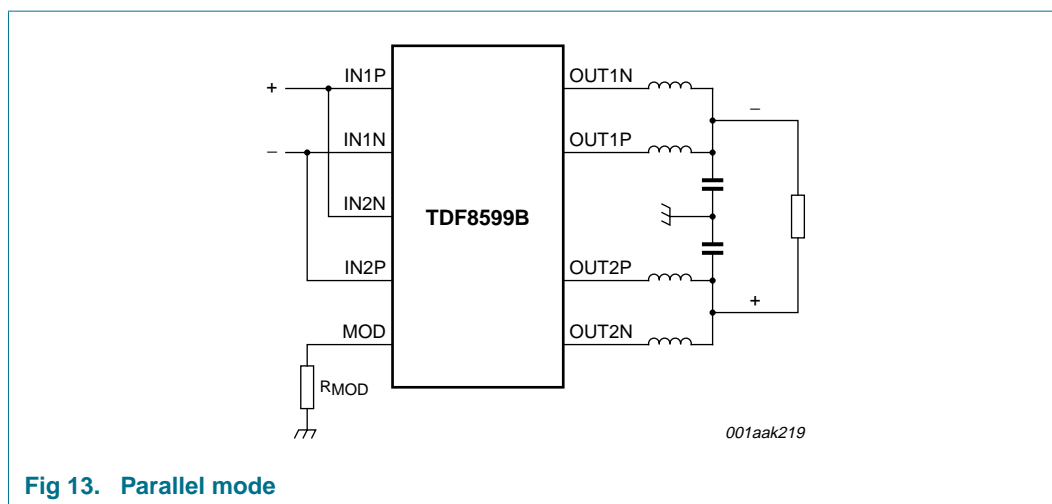 IN1P
OUT1N
+
−
IN1N
OUT1P
−
IN2N
TDF8599B
IN2P
OUT2P
+
MOD
OUT2N
RMOD
001aak219
Fig 13. Parallel mode